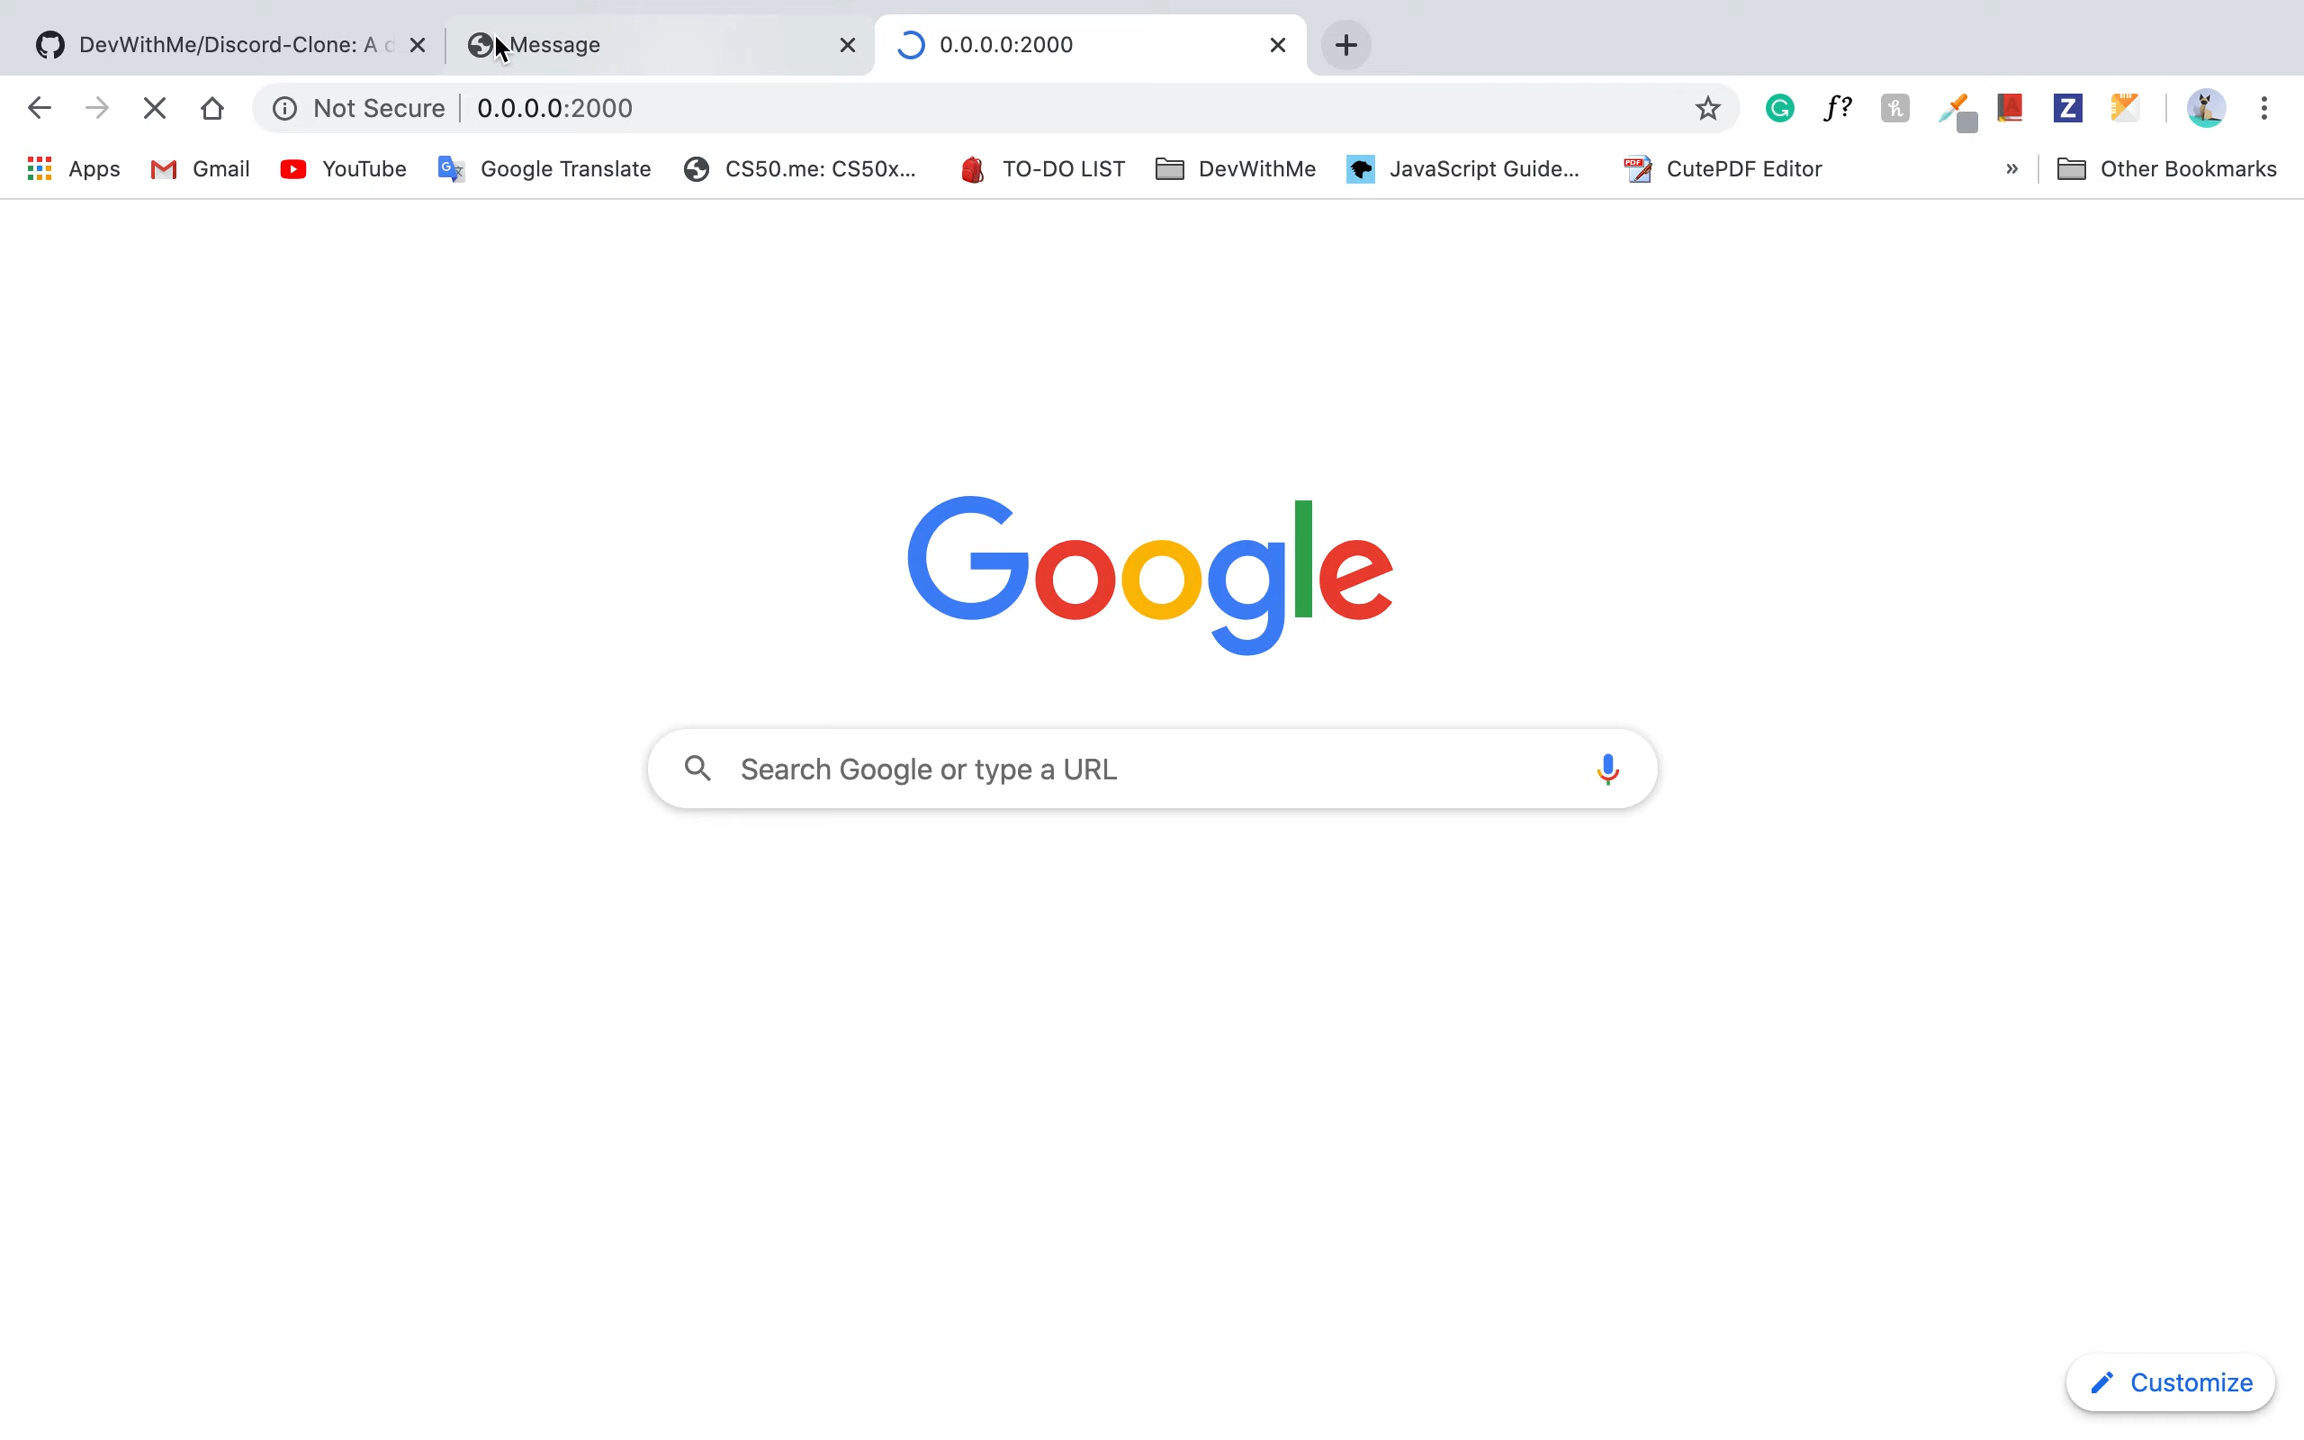 DevWithMe/Discord-Clone: A d
Message
0.0.0.0:2000
Not Secure
0.0.0.0:2000
f?
Apps
Gmail
YouTube
Google Translate
CS50.me: CS50x...
TO-DO LIST
DevWithMe
JavaScript Guide...
CutePDF Editor
»
Other Bookmarks
Google
Search Google or type a URL
Customize